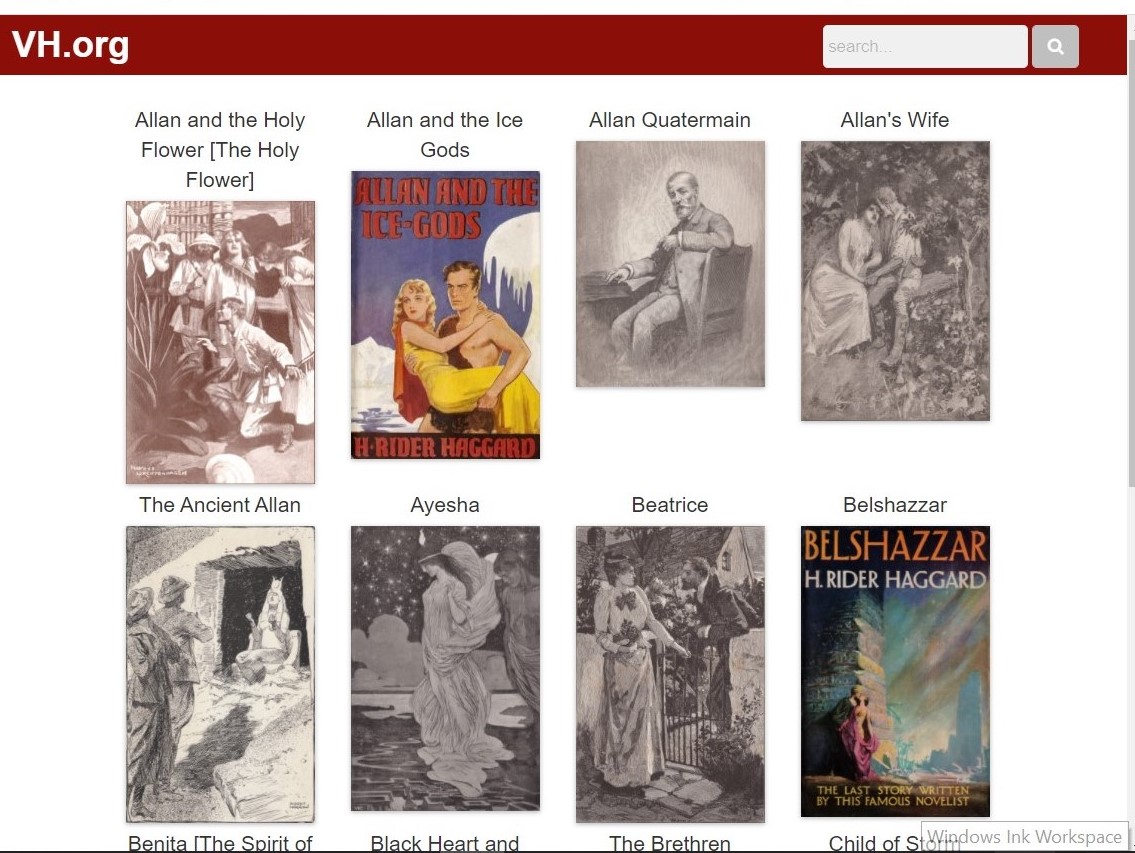 VH.org
search...
Allan and the Holy
Flower [The Holy
Flower]
Allan and the Ice
Gods
Allan Quatermain
Allan's Wife
ALLAN AND THE
ICE-GODS
H·RIDER HAGGARD
The Ancient Allan
Ayesha
Beatrice
Belshazzar
BELSHAZZAR
H. RIDER HAGGARD
THE LAST STORY WRITTEN
BY THIS FAMOUS NOVELIST
Benita [The Spirit of
Black Heart and
The Brethren
Child of Storm
Windows Ink Workspace